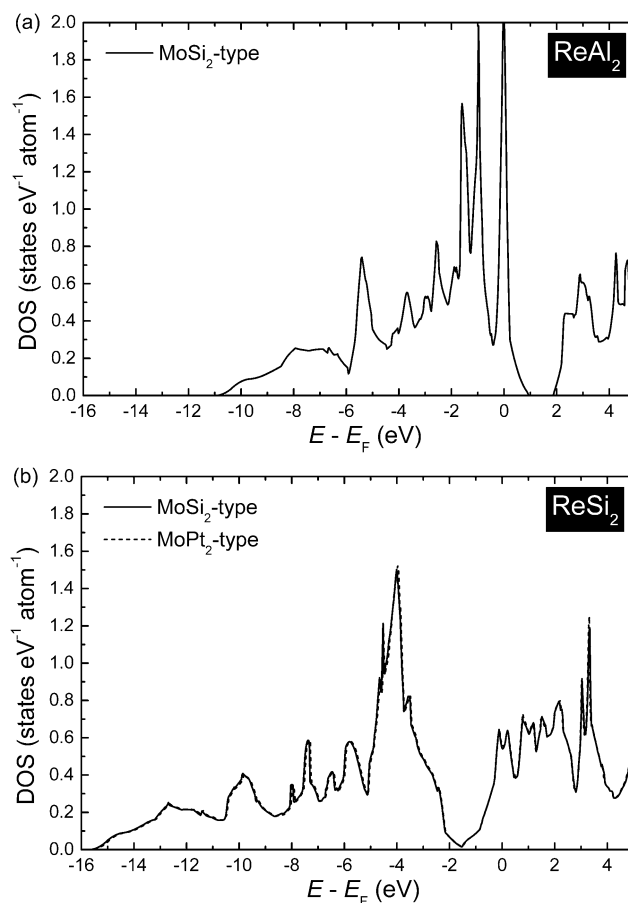 (a)
2.0
1.8
1.6
1.4
1.2
1.0
0.8
0.6
0.4
0.2
0.0
DOS (states eV⁻¹ atom⁻¹)
MoSi₂-type
ReAl₂
-16 -14 -12 -10 -8 -6 -4 -2 0 2 4
E - E_F (eV)
(b)
2.0
1.8
1.6
1.4
1.2
1.0
0.8
0.6
0.4
0.2
0.0
DOS (states eV⁻¹ atom⁻¹)
MoSi₂-type
MoPt₂-type
ReSi₂
-16 -14 -12 -10 -8 -6 -4 -2 0 2 4
E - E_F (eV)